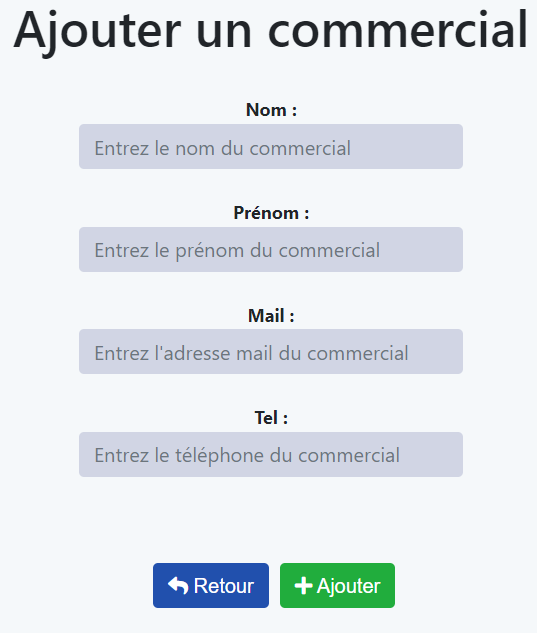 Ajouter un commercial
Nom :
Entrez le nom du commercial
Prénom :
Entrez le prénom du commercial
Mail :
Entrez l'adresse mail du commercial
Tel :
Entrez le téléphone du commercial
Retour Ajouter